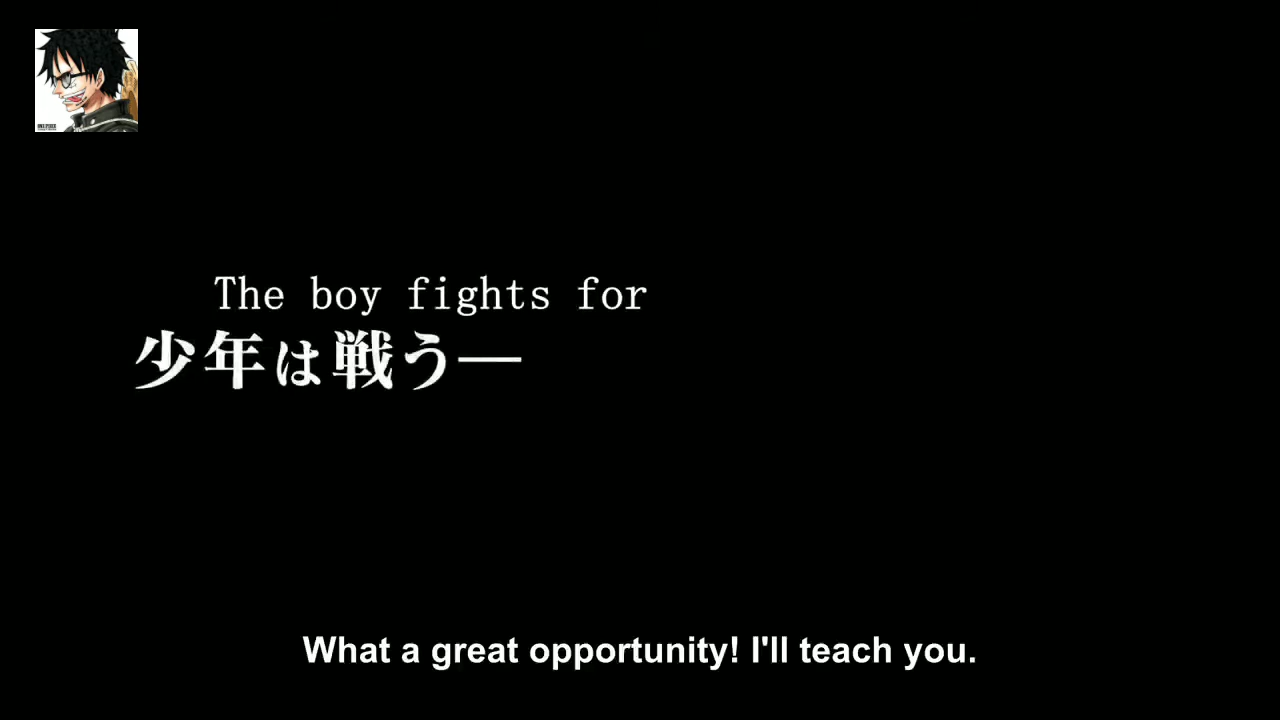 The boy fights for
少年は戦う―
What a great opportunity! I'll teach you.